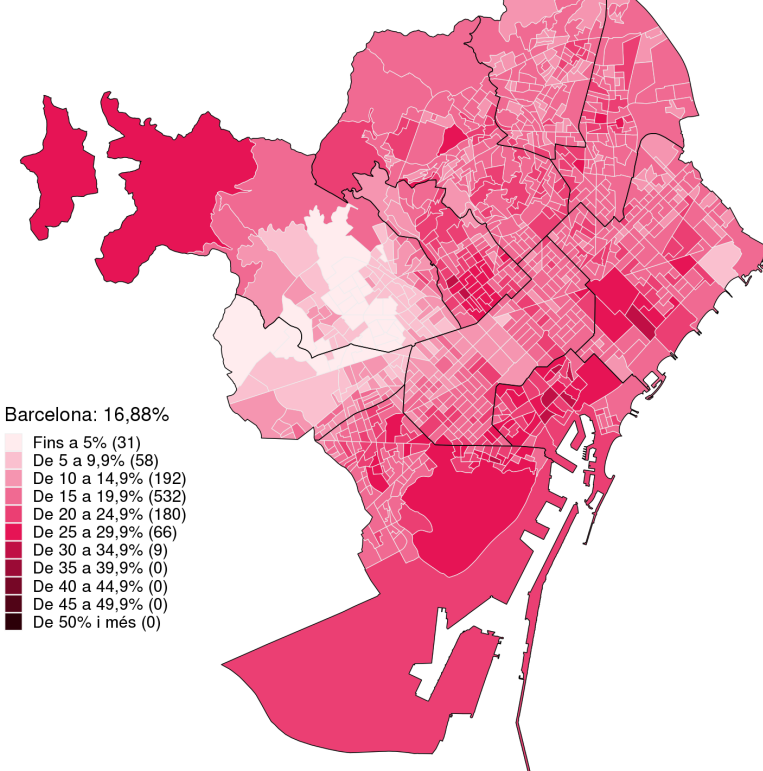 Barcelona: 16,88%
Fins a 5% (31)
De 5 a 9,9% (58)
De 10 a 14,9% (192)
De 15 a 19,9% (532)
De 20 a 24,9% (180)
De 25 a 29,9% (66)
De 30 a 34,9% (9)
De 35 a 39,9% (0)
De 40 a 44,9% (0)
De 45 a 49,9% (0)
De 50% i més (0)